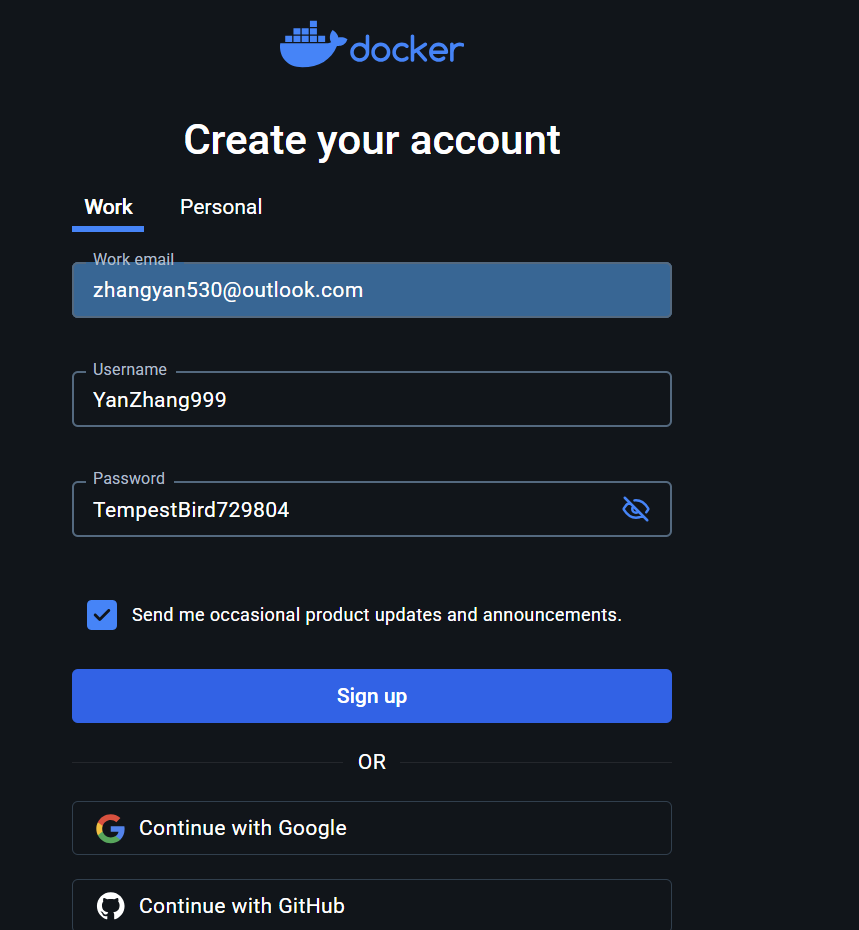 docker
Create your account
Work Personal
Work email
zhangyan530@outlook.com
Username
YanZhang999
Password
TempestBird729804
Send me occasional product updates and announcements.
Sign up
OR
Continue with Google
Continue with GitHub